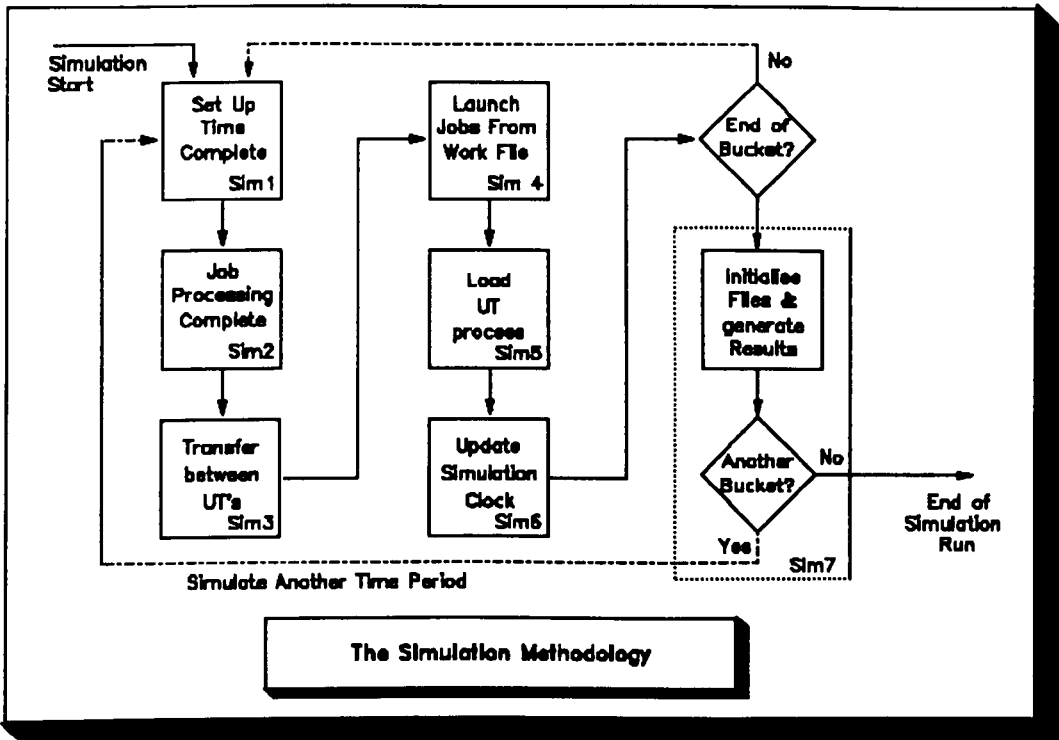 Simulation
Start
Set Up
Time
Complete
Sim1
Job
Processing
Complete
Sim2
Transfer
between
UT's
Sim3
Launch
Jobs From
Work File
Sim 4
Load
UT
process
Sim5
Update
Simulation
Clock
Sim6
No
End of
Bucket?
Initialise
Files &
generate
Results
Another
Bucket?
No
Yes
Sim7
End of
Simulation
Run
Simulate Another Time Period
The Simulation Methodology